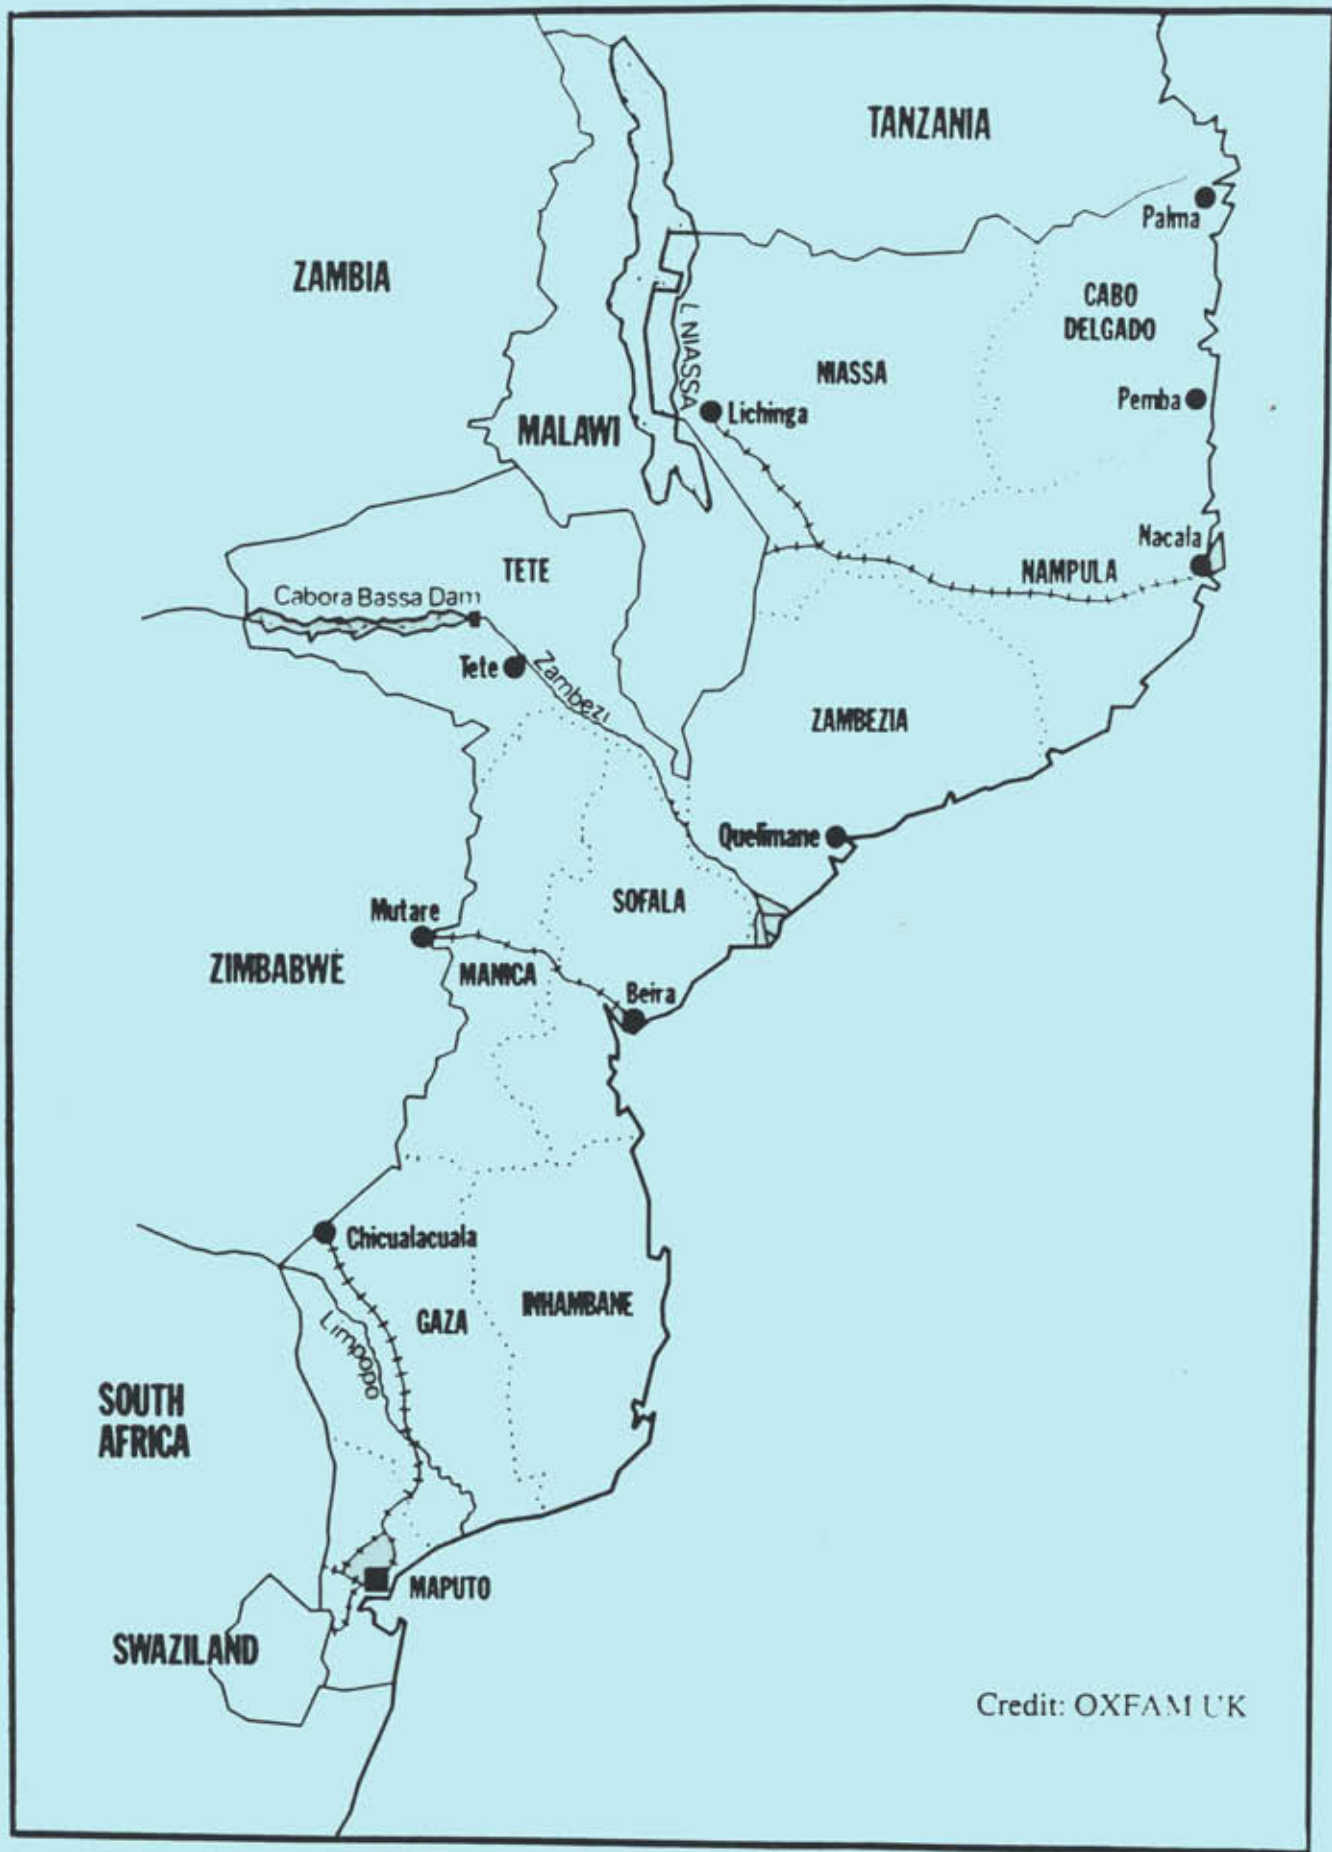 TANZANIA
Palma
ZAMBIA
CABO
DELGADO
L NIASSA
NIASSA
Pemba
Lichinga
MALAWI
Nacala
TETE
NAMPULA
Cabora Bassa Dam
Tete
Zambezi
ZAMBEZIA
Quelimane
SOFALA
Mutare
ZIMBABWE
MANICA
Beira
Chicualacuala
INHAMBANE
GAZA
Limpopo
SOUTH
AFRICA
MAPUTO
SWAZILAND
Credit: OXFAM UK